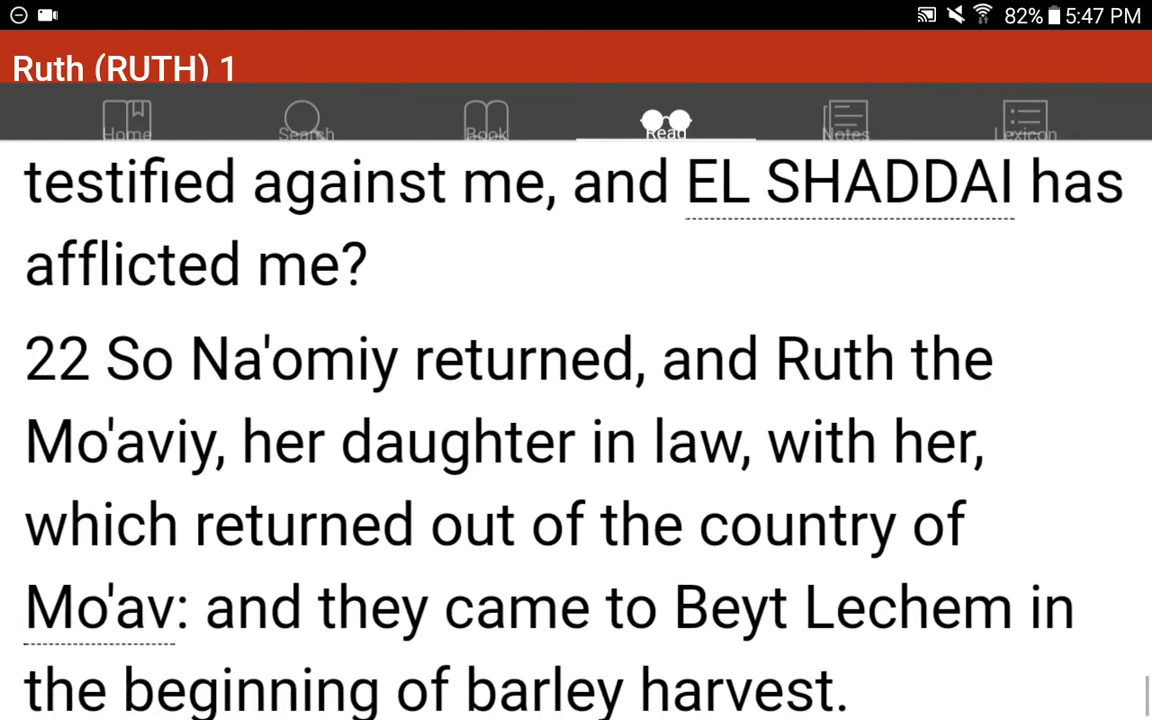 82% 5:47 PM
Ruth (RUTH) 1
Home Search Book Read Notes Lexicon
testified against me, and EL SHADDAI has
afflicted me?
22 So Na'omiy returned, and Ruth the
Mo'aviy, her daughter in law, with her,
which returned out of the country of
Mo'av: and they came to Beyt Lechem in
the beginning of barley harvest.